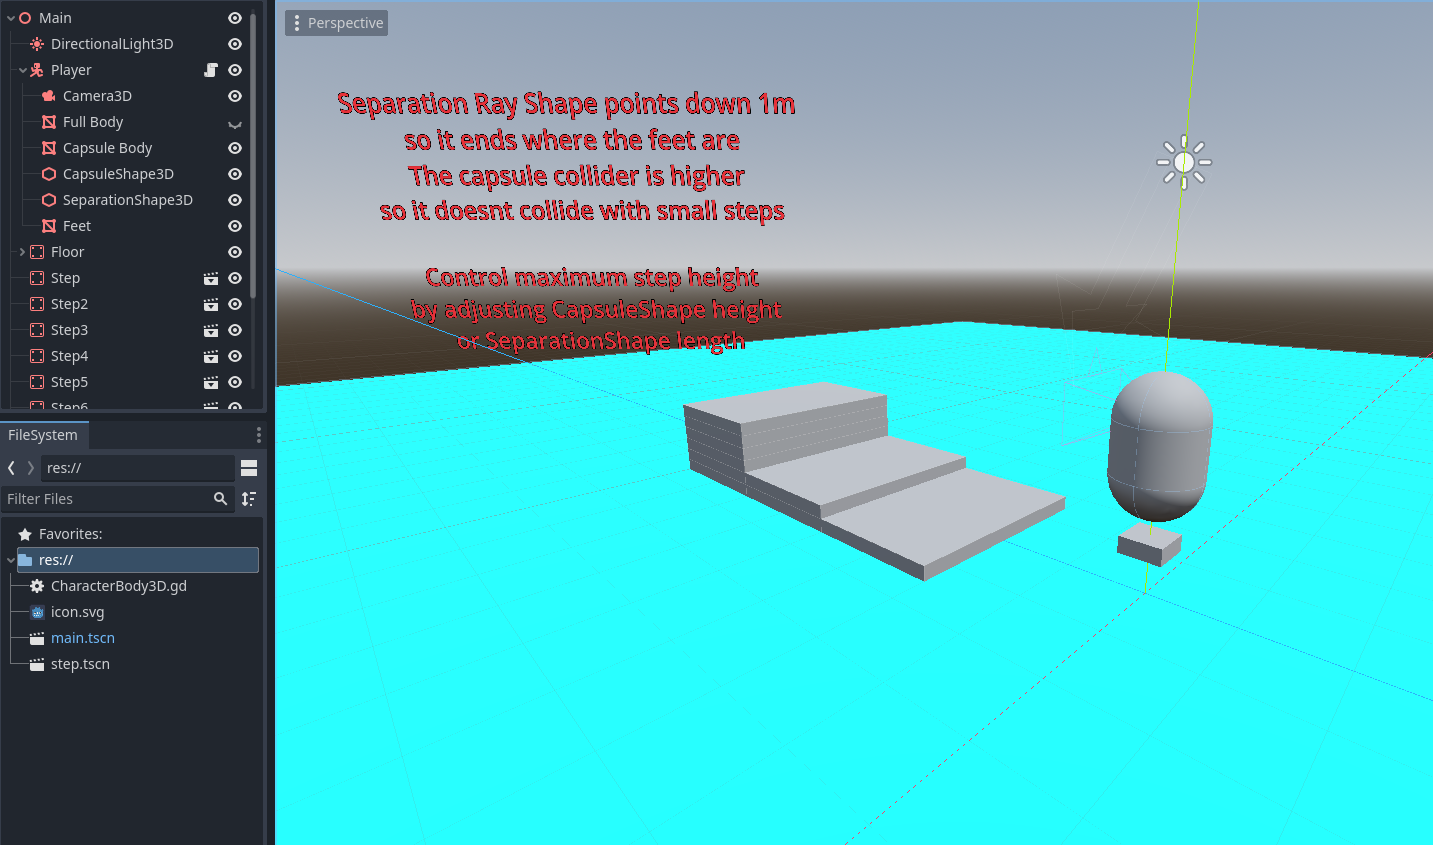 Main
DirectionalLight3D
Player
Camera3D
Full Body
Capsule Body
CapsuleShape3D
SeparationShape3D
Feet
Floor
Step
Step2
Step3
Step4
Step5
Step6
FileSystem
res://
Filter Files
Favorites:
res://
CharacterBody3D.gd
icon.svg
main.tscn
step.tscn
Perspective
Separation Ray Shape points down 1m
so it ends where the feet are
The capsule collider is higher
so it doesnt collide with small steps
Control maximum step height
by adjusting CapsuleShape height
or SeparationShape length